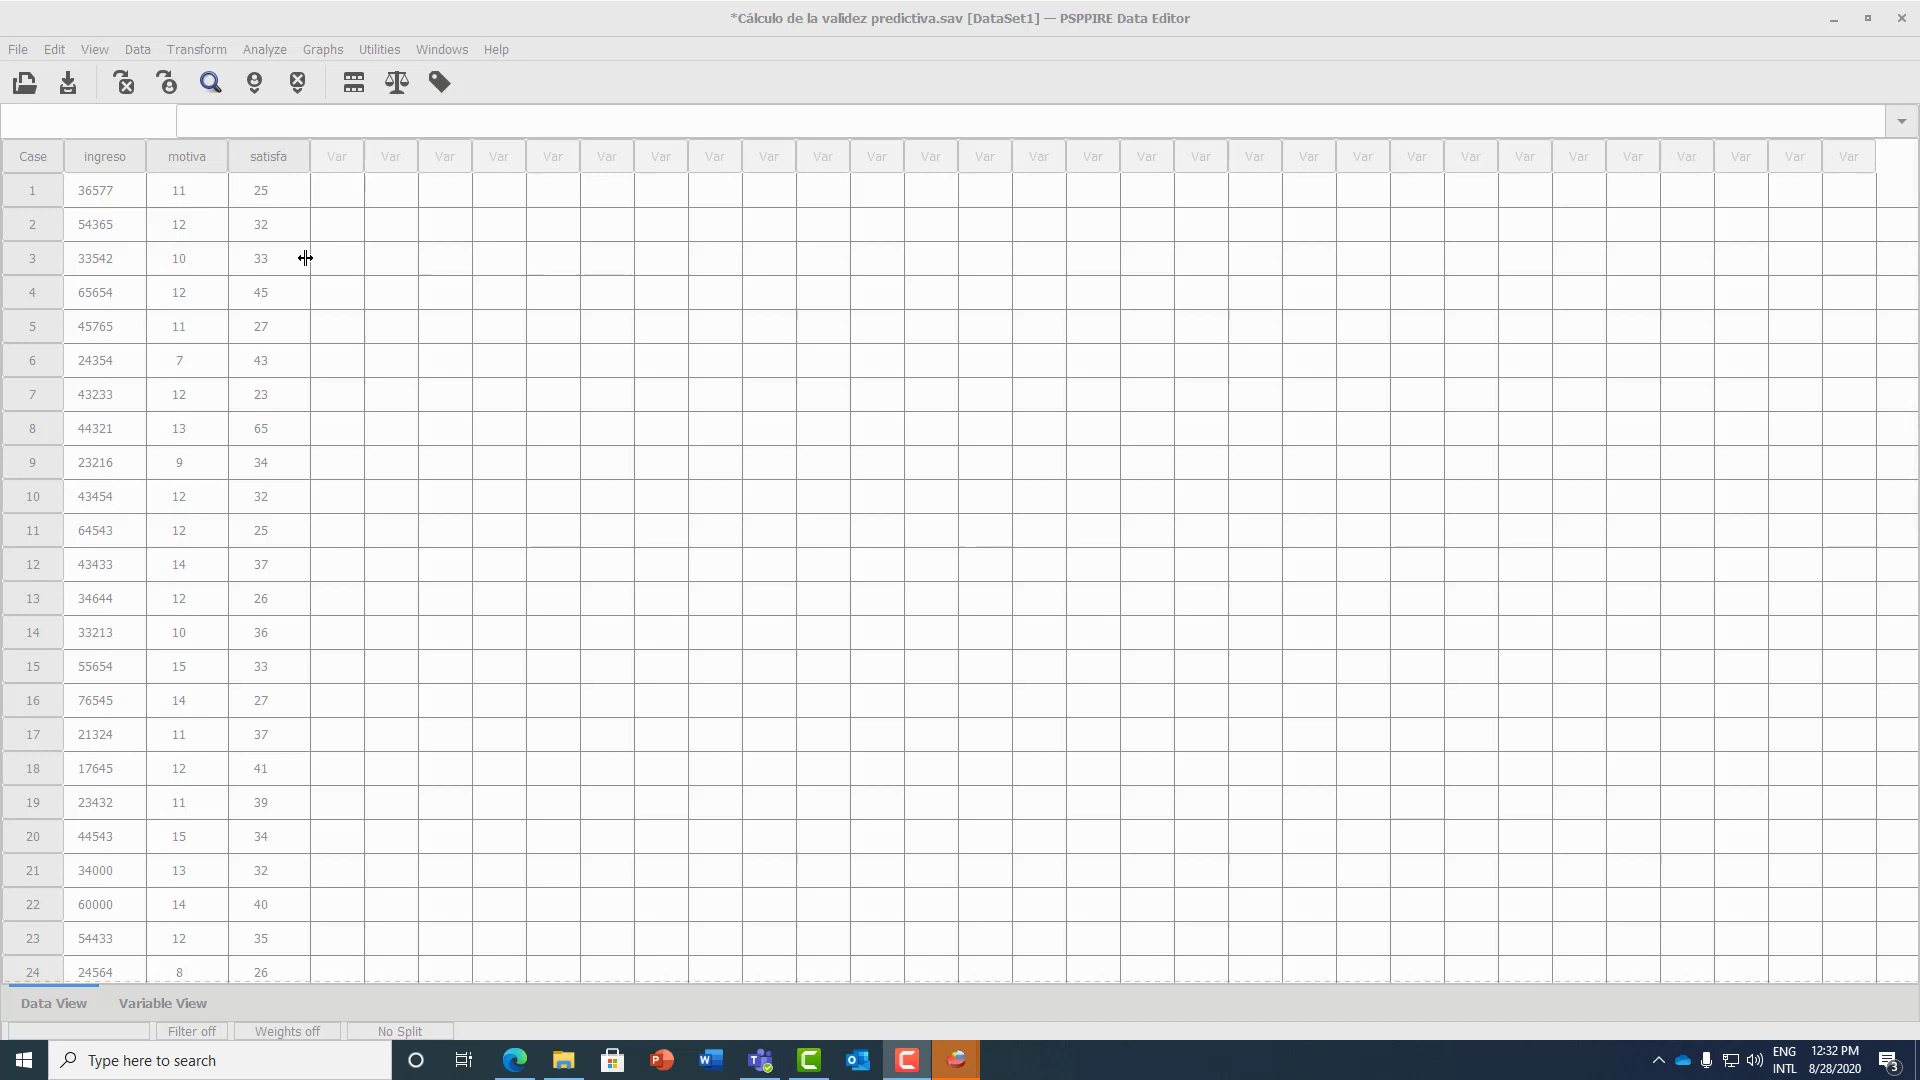 *Cálculo de la validez predictiva.sav [DataSet1] — PSPPIRE Data Editor
File Edit View Data Transform Analyze Graphs Utilities Windows Help
Case ingreso motiva satisfa Var Var Var Var Var Var Var Var Var Var Var Var Var Var Var Var Var Var Var Var Var Var Var Var Var Var Var Var Var
1 36577 11 25
2 54365 12 32
3 33542 10 33
4 65654 12 45
5 45765 11 27
6 24354 7 43
7 43233 12 23
8 44321 13 65
9 23216 9 34
10 43454 12 32
11 64543 12 25
12 43433 14 37
13 34644 12 26
14 33213 10 36
15 55654 15 33
16 76545 14 27
17 21324 11 37
18 17645 12 41
19 23432 11 39
20 44543 15 34
21 34000 13 32
22 60000 14 40
23 54433 12 35
24 24564 8 26
Data View Variable View
Filter off Weights off No Split
Type here to search
ENG 12:32 PM
INTL 8/28/2020 3